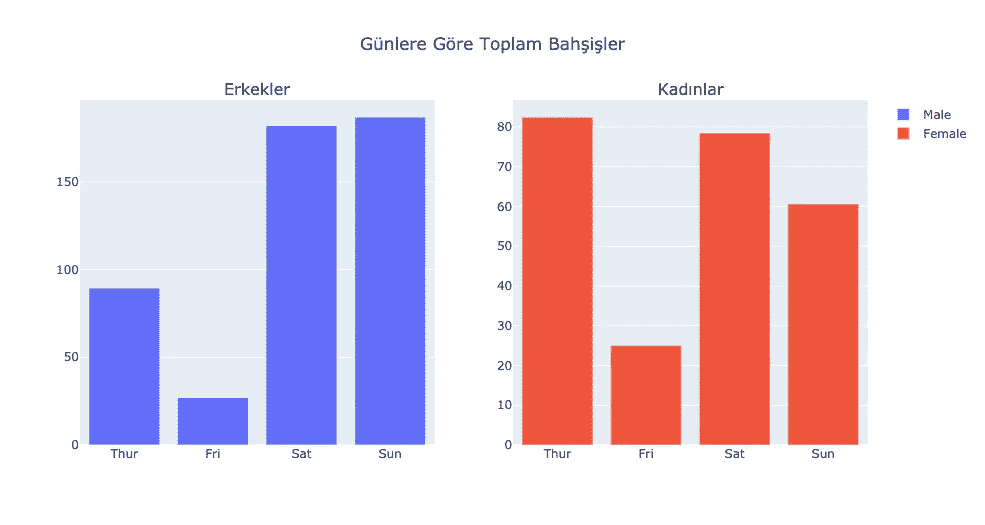 Günlere Göre Toplam Bahşişler
Erkekler
150
100
50
0
Thur Fri Sat Sun
Kadınlar
80
70
60
50
40
30
20
10
0
Thur Fri Sat Sun
Male
Female